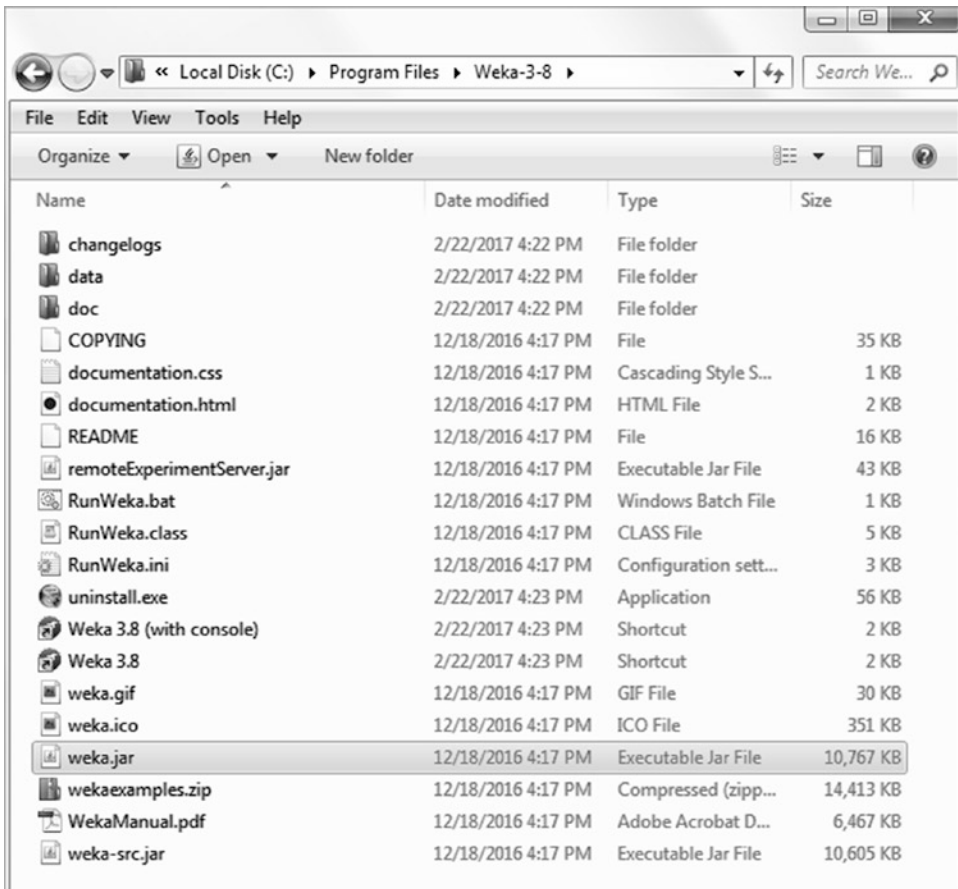 « Local Disk (C:) ▸ Program Files ▸ Weka-3-8 ▸ Search We...
File Edit View Tools Help
Organize Open New folder
Name Date modified Type Size
changelogs 2/22/2017 4:22 PM File folder
data 2/22/2017 4:22 PM File folder
doc 2/22/2017 4:22 PM File folder
COPYING 12/18/2016 4:17 PM File 35 KB
documentation.css 12/18/2016 4:17 PM Cascading Style S... 1 KB
documentation.html 12/18/2016 4:17 PM HTML File 2 KB
README 12/18/2016 4:17 PM File 16 KB
remoteExperimentServer.jar 12/18/2016 4:17 PM Executable Jar File 43 KB
RunWeka.bat 12/18/2016 4:17 PM Windows Batch File 1 KB
RunWeka.class 12/18/2016 4:17 PM CLASS File 5 KB
RunWeka.ini 12/18/2016 4:17 PM Configuration sett... 3 KB
uninstall.exe 2/22/2017 4:23 PM Application 56 KB
Weka 3.8 (with console) 2/22/2017 4:23 PM Shortcut 2 KB
Weka 3.8 2/22/2017 4:23 PM Shortcut 2 KB
weka.gif 12/18/2016 4:17 PM GIF File 30 KB
weka.ico 12/18/2016 4:17 PM ICO File 351 KB
weka.jar 12/18/2016 4:17 PM Executable Jar File 10,767 KB
wekaexamples.zip 12/18/2016 4:17 PM Compressed (zipp... 14,413 KB
WekaManual.pdf 12/18/2016 4:17 PM Adobe Acrobat D... 6,467 KB
weka-src.jar 12/18/2016 4:17 PM Executable Jar File 10,605 KB